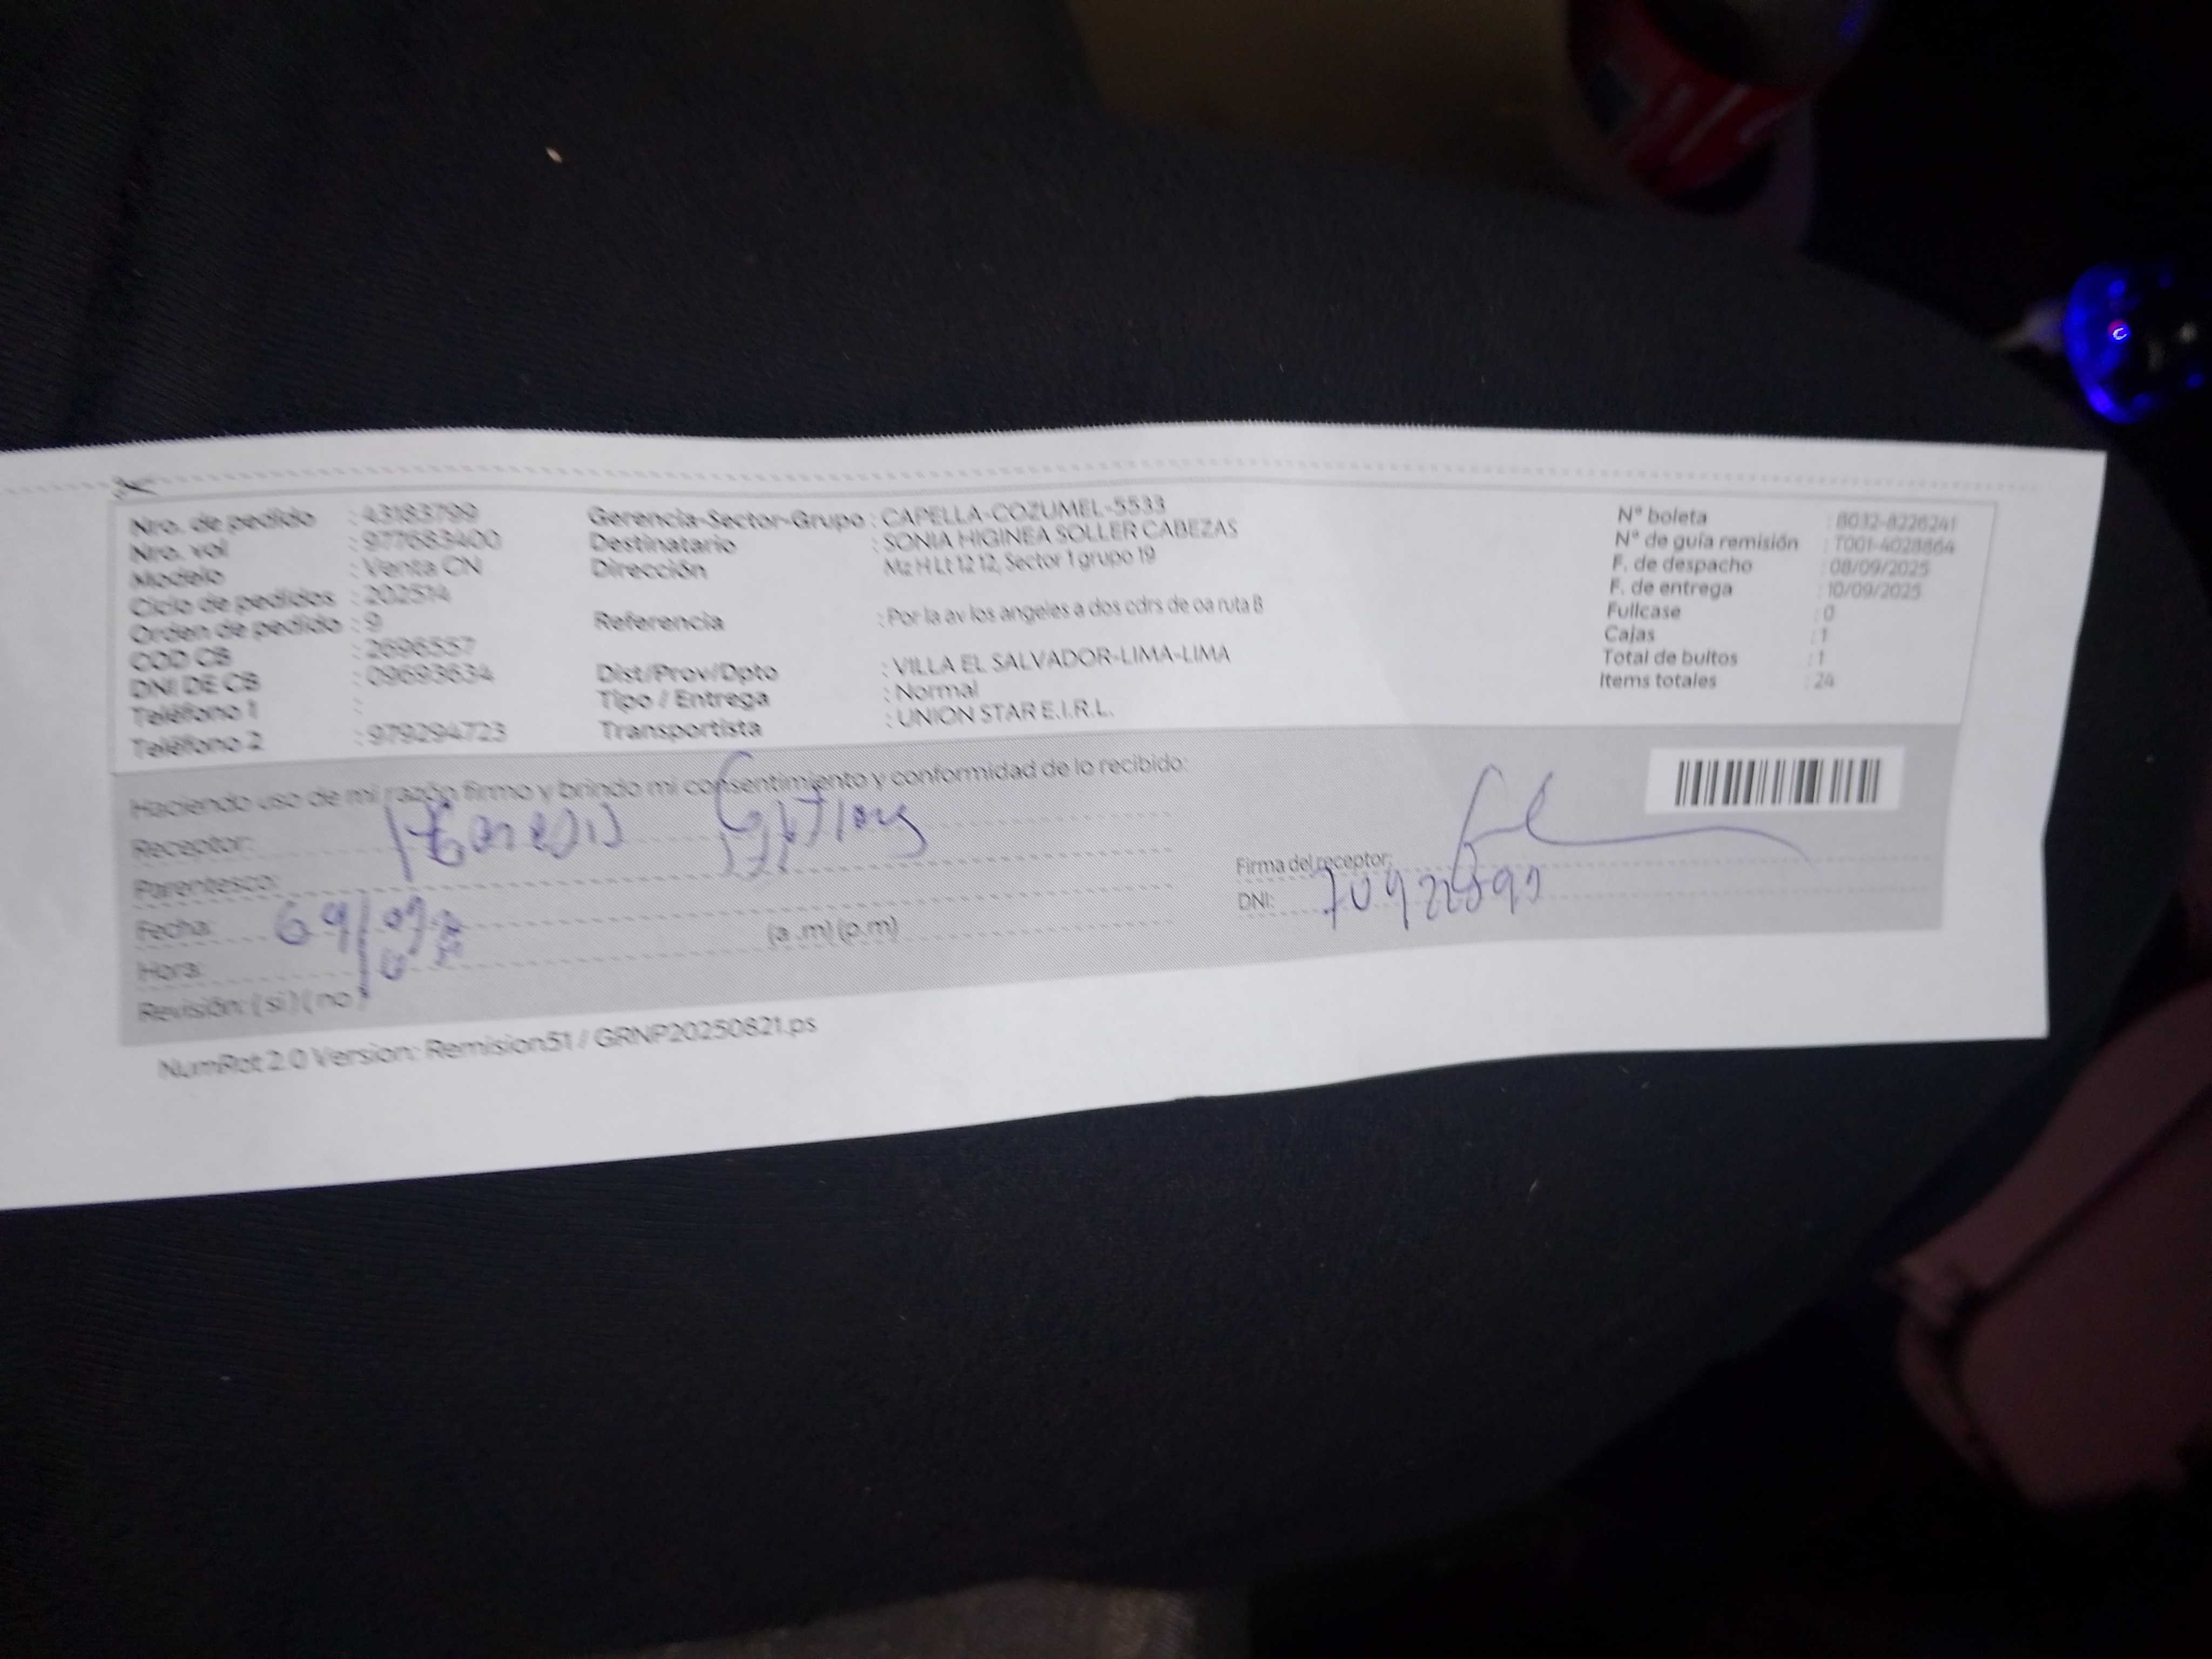 Nro. de pedido : 43183799
Nro. vol : 977683400
Modelo : Venta CN
Ciclo de pedidos : 202514
Orden de pedido : 9
COD CB : 2696557
DNI DE CB : 09693634
Teléfono 1 :
Teléfono 2 : 979294723
Gerencia-Sector-Grupo : CAPELLA-COZUMEL-5533
Destinatario : SONIA HIGINEA SOLLER CABEZAS
Dirección Mz H Lt 12 12, Sector 1 grupo 19
Referencia : Por la av los angeles a dos cdrs de oa ruta B
Dist/Prov/Dpto : VILLA EL SALVADOR-LIMA-LIMA
Tipo / Entrega : Normal
Transportista : UNION STAR E.I.R.L.
N° boleta : B032-8226241
N° de guía remisión : T001-4028864
F. de despacho : 08/09/2025
F. de entrega : 10/09/2025
Fullcase : 0
Cajas : 1
Total de bultos : 1
Items totales : 24
Haciendo uso de mi razón firmo y brindo mi consentimiento y conformidad de lo recibido:
Receptor:
Parentesco:
Fecha:
Hora: (a .m) (p.m)
Revisión: ( si ) ( no )
Firma del receptor:
DNI:
NumRot 2.0 Version: Remision51 / GRNP20250821.ps